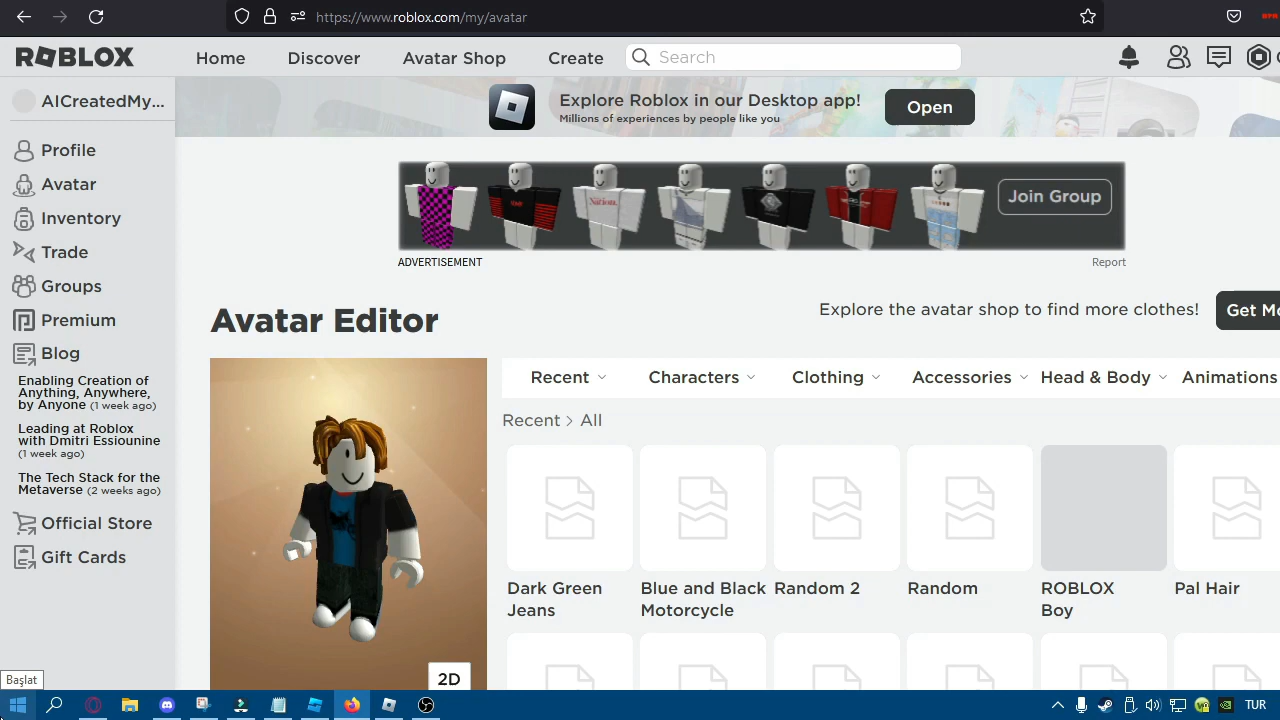 https://www.roblox.com/my/avatar
ROBLOX
Home
Discover
Avatar Shop
Create
Search
AICreatedMy...
Explore Roblox in our Desktop app!
Millions of experiences by people like you
Open
Profile
Avatar
Inventory
Trade
Groups
Premium
Blog
Enabling Creation of
Anything, Anywhere,
by Anyone (1 week ago)
Leading at Roblox
with Dmitri Essiounine
(1 week ago)
The Tech Stack for the
Metaverse (2 weeks ago)
Official Store
Gift Cards
Nation.
Join Group
ADVERTISEMENT
Report
Avatar Editor
Explore the avatar shop to find more clothes!
Get Mo
Recent
Characters
Clothing
Accessories
Head & Body
Animations
Recent > All
Dark Green
Jeans
Blue and Black
Motorcycle
Random 2
Random
ROBLOX
Boy
Pal Hair
2D
Başlat
TUR